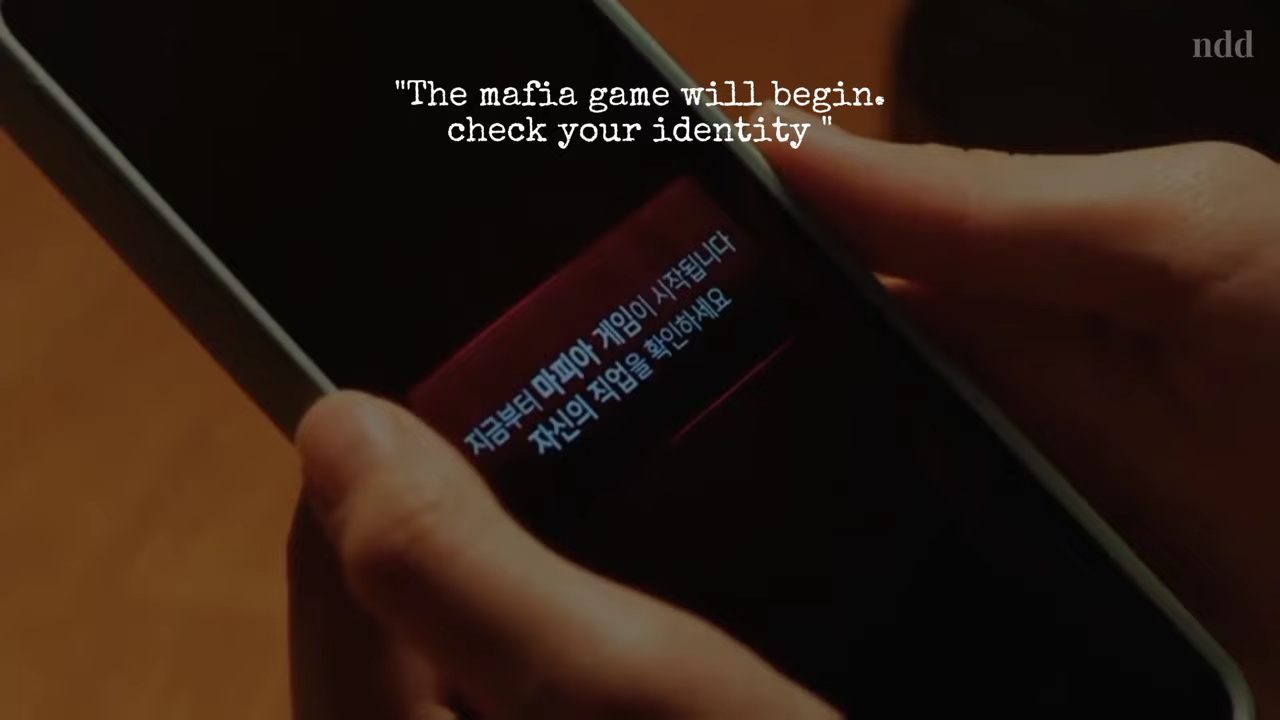 ndd
"The mafia game will begin.
check your identity "
지금부터 마피아 게임이 시작됩니다
자신의 직업을 확인하세요